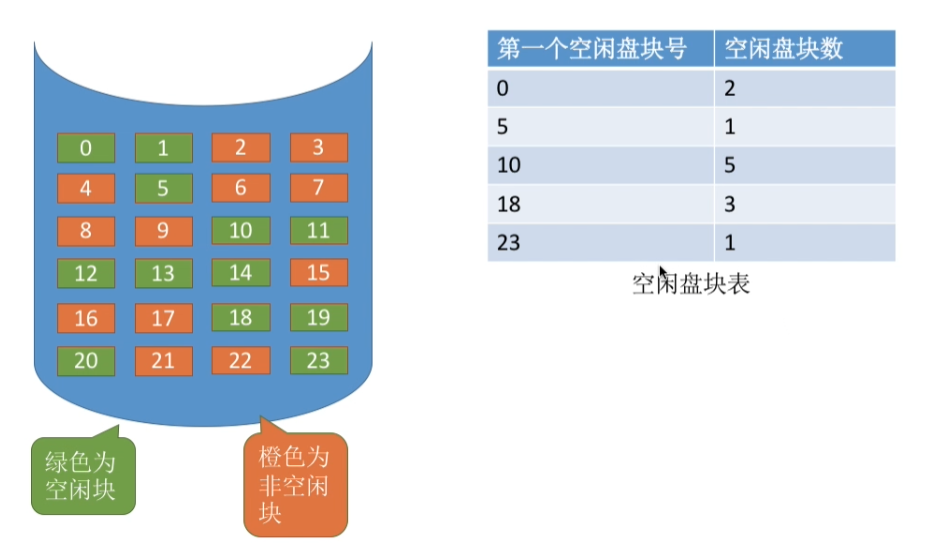 0 1 2 3
4 5 6 7
8 9 10 11
12 13 14 15
16 17 18 19
20 21 22 23
绿色为
空闲块
橙色为
非空闲
块
第一个空闲盘块号 空闲盘块数
0 2
5 1
10 5
18 3
23 1
空闲盘块表